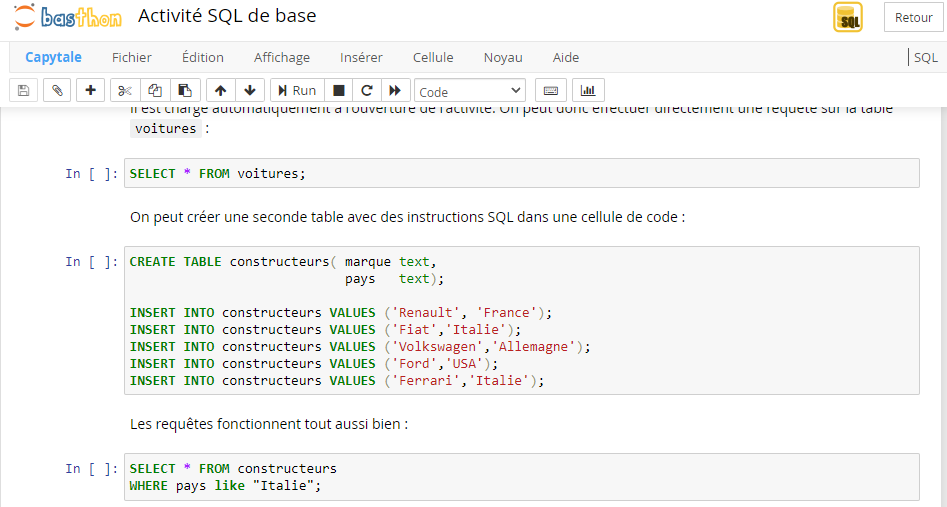 basthon Activité SQL de base SQL Retour
Capytale Fichier Édition Affichage Insérer Cellule Noyau Aide SQL
Run Code
Il est chargé automatiquement à l'ouverture de l'activité. On peut donc effectuer directement une requête sur la table
voitures :
In [ ]: SELECT * FROM voitures;
On peut créer une seconde table avec des instructions SQL dans une cellule de code :
In [ ]: CREATE TABLE constructeurs( marque text,
pays text);
INSERT INTO constructeurs VALUES ('Renault', 'France');
INSERT INTO constructeurs VALUES ('Fiat','Italie');
INSERT INTO constructeurs VALUES ('Volkswagen','Allemagne');
INSERT INTO constructeurs VALUES ('Ford','USA');
INSERT INTO constructeurs VALUES ('Ferrari','Italie');
Les requêtes fonctionnent tout aussi bien :
In [ ]: SELECT * FROM constructeurs
WHERE pays like "Italie";